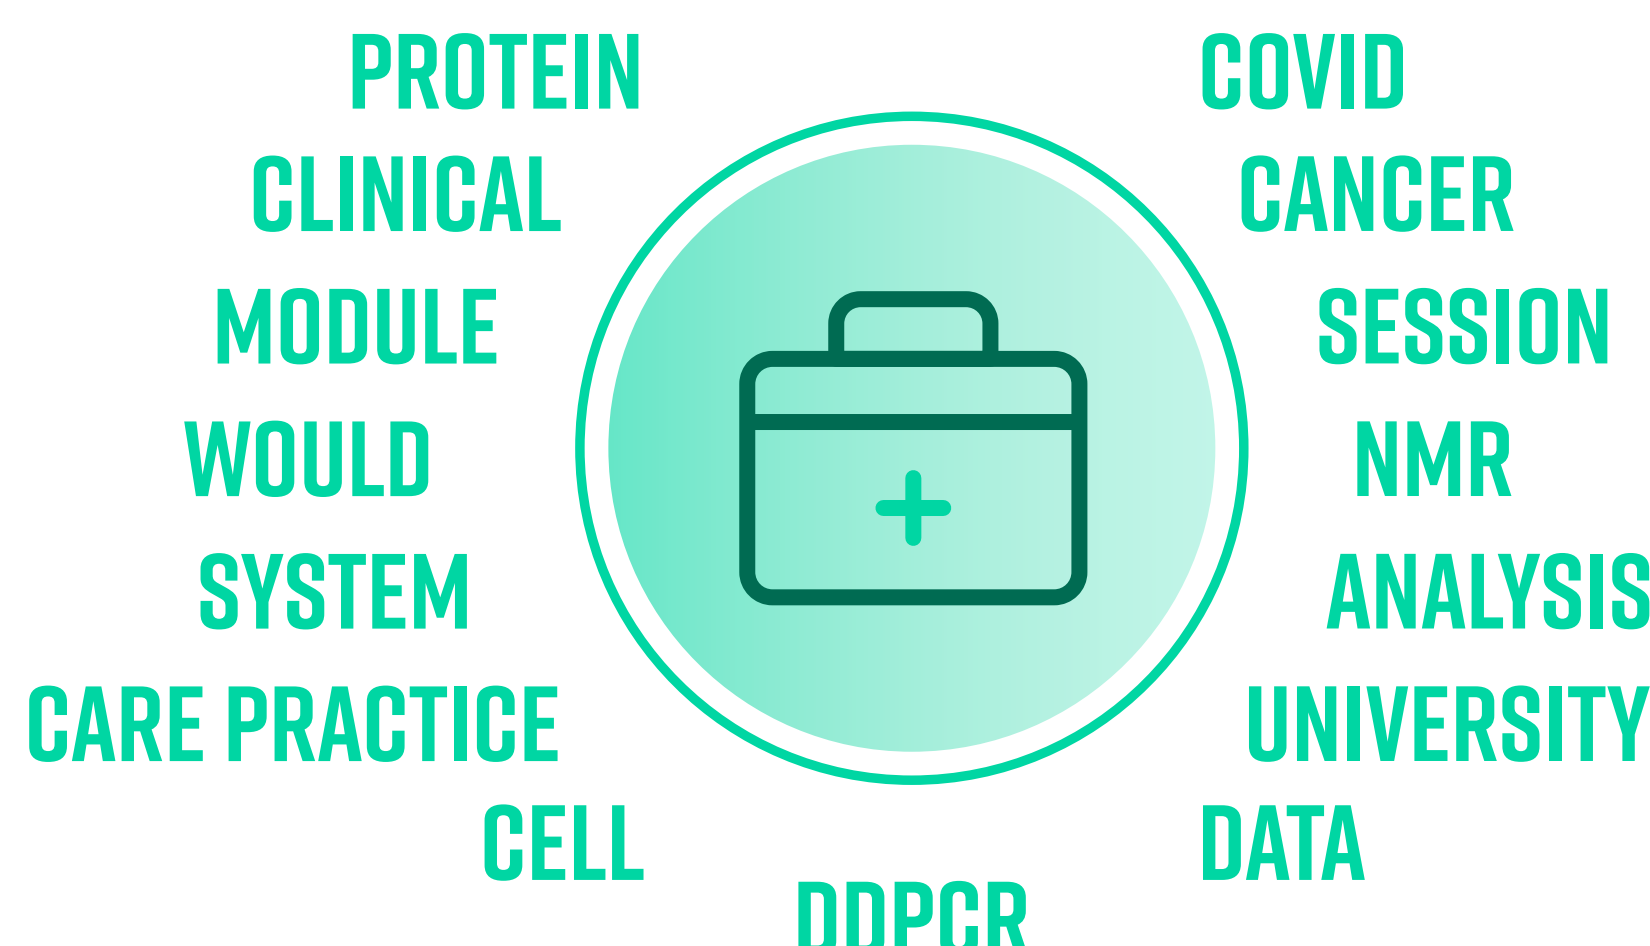 PROTEIN
COVID
CLINICAL
CANCER
MODULE
SESSION
WOULD
NMR
SYSTEM
ANALYSIS
CARE PRACTICE
UNIVERSITY
CELL
DATA
DDPCR